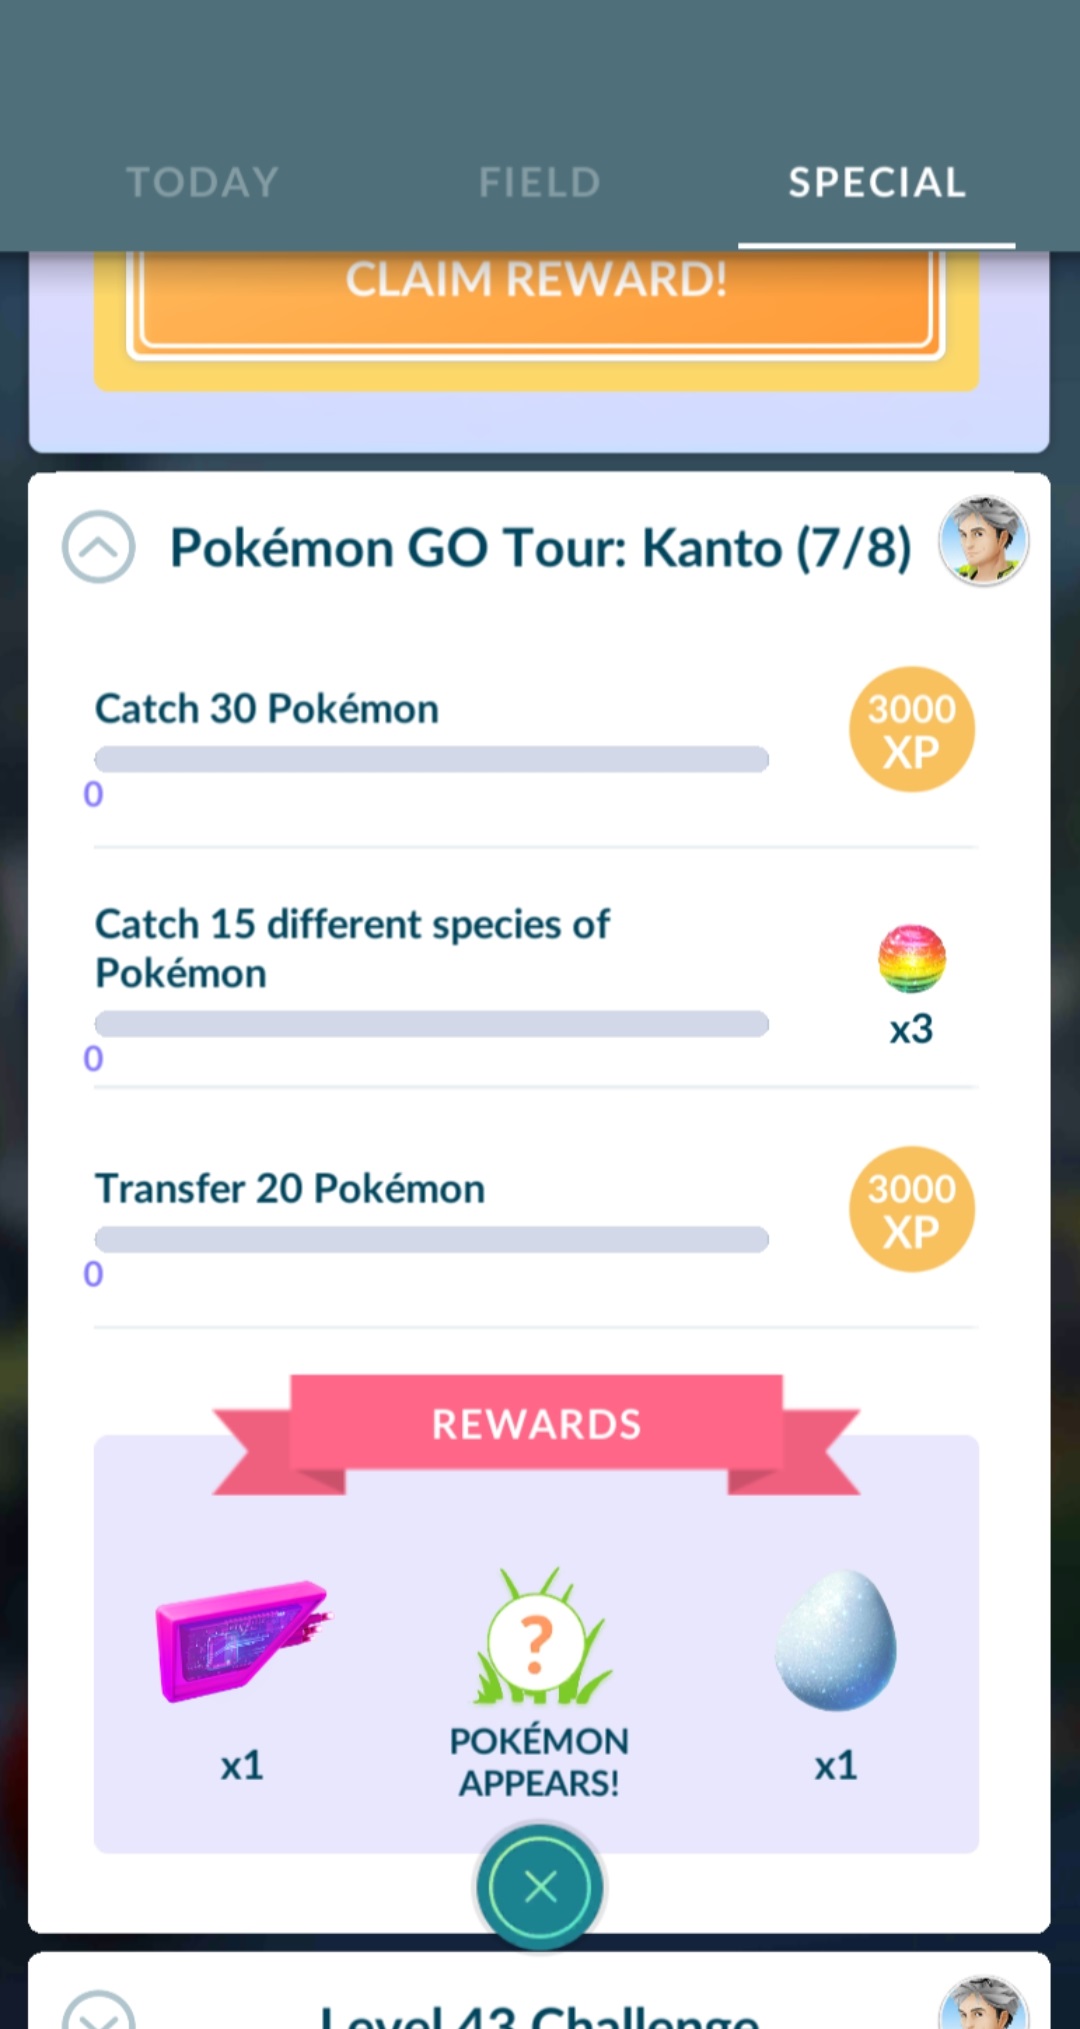 TODAY FIELD SPECIAL
CLAIM REWARD!
Pokémon GO Tour: Kanto (7/8)
Catch 30 Pokémon
3000
XP
0
Catch 15 different species of
Pokémon
x3
0
Transfer 20 Pokémon
3000
XP
0
REWARDS
?
x1
POKÉMON
APPEARS!
x1
Level 43 Challenge